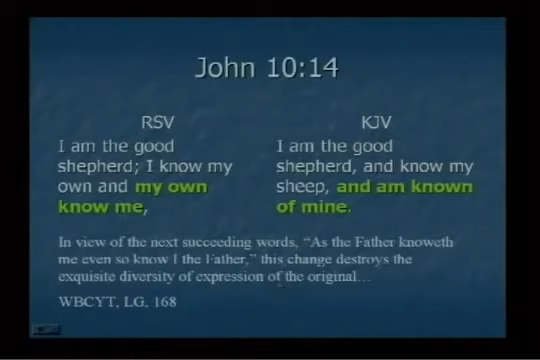 John 10:14
RSV
I am the good
shepherd; I know my
own and my own
know me,
KJV
I am the good
shepherd, and know my
sheep, and am known
of mine.
In view of the next succeeding words, "As the Father knoweth
me even so know I the Father," this change destroys the
exquisite diversity of expression of the original...
WBCYT, LG, 168